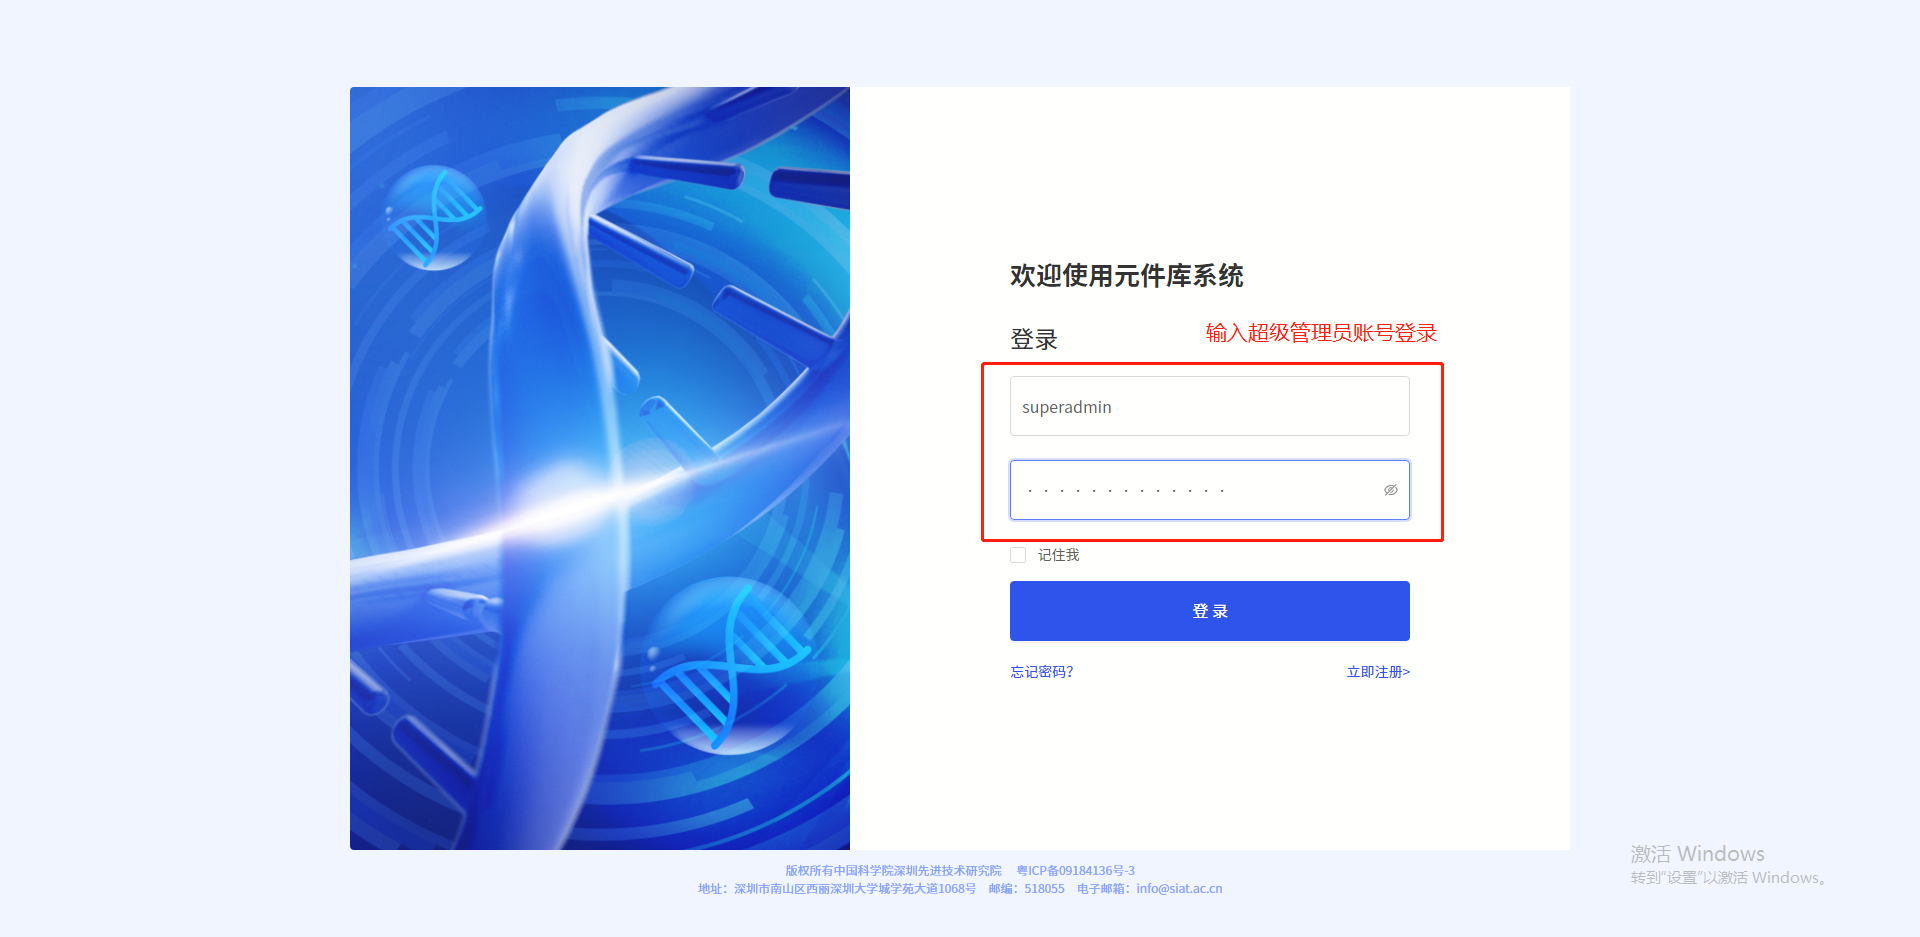 欢迎使用元件库系统
登录
输入超级管理员账号登录
superadmin
·············
记住我
登 录
忘记密码?
立即注册>
版权所有中国科学院深圳先进技术研究院 粤ICP备09184136号-3
地址：深圳市南山区西丽深圳大学城学苑大道1068号 邮编：518055 电子邮箱：info@siat.ac.cn
激活 Windows
转到“设置”以激活 Windows。